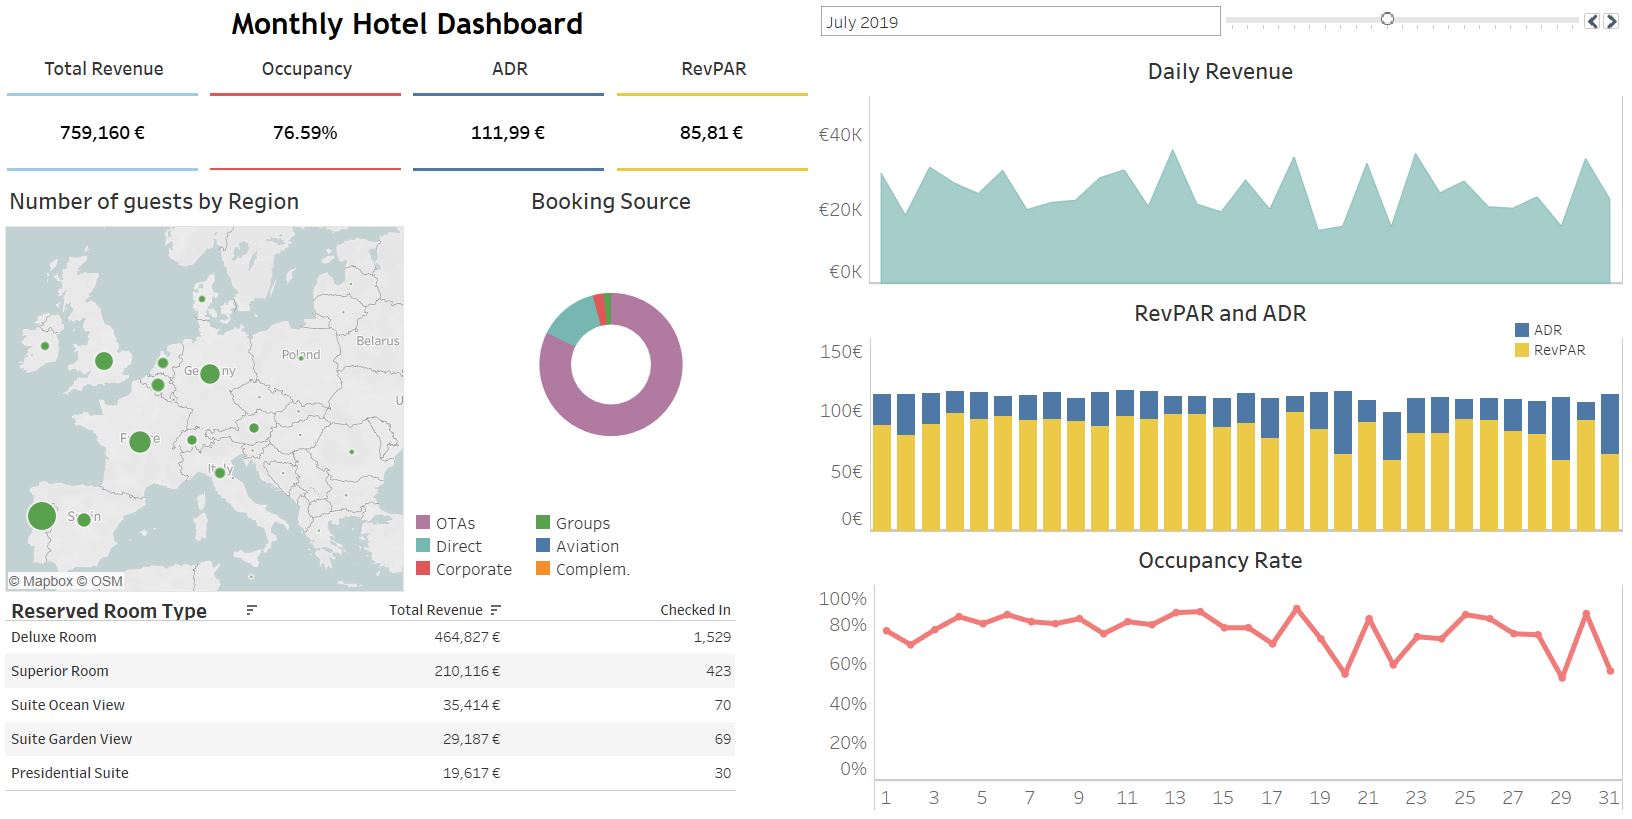 Monthly Hotel Dashboard
July 2019
Total Revenue Occupancy ADR RevPAR
759,160 € 76.59% 111,99 € 85,81 €
Number of guests by Region
Booking Source
Belarus
Poland
Germany
France
Italy
Spain
© Mapbox © OSM
OTAs
Direct
Corporate
Groups
Aviation
Complem.
Reserved Room Type Total Revenue Checked In
Deluxe Room 464,827 € 1,529
Superior Room 210,116 € 423
Suite Ocean View 35,414 € 70
Suite Garden View 29,187 € 69
Presidential Suite 19,617 € 30
Daily Revenue
€40K
€20K
€0K
RevPAR and ADR
ADR
RevPAR
150€
100€
50€
0€
Occupancy Rate
100%
80%
60%
40%
20%
0%
1 3 5 7 9 11 13 15 17 19 21 23 25 27 29 31